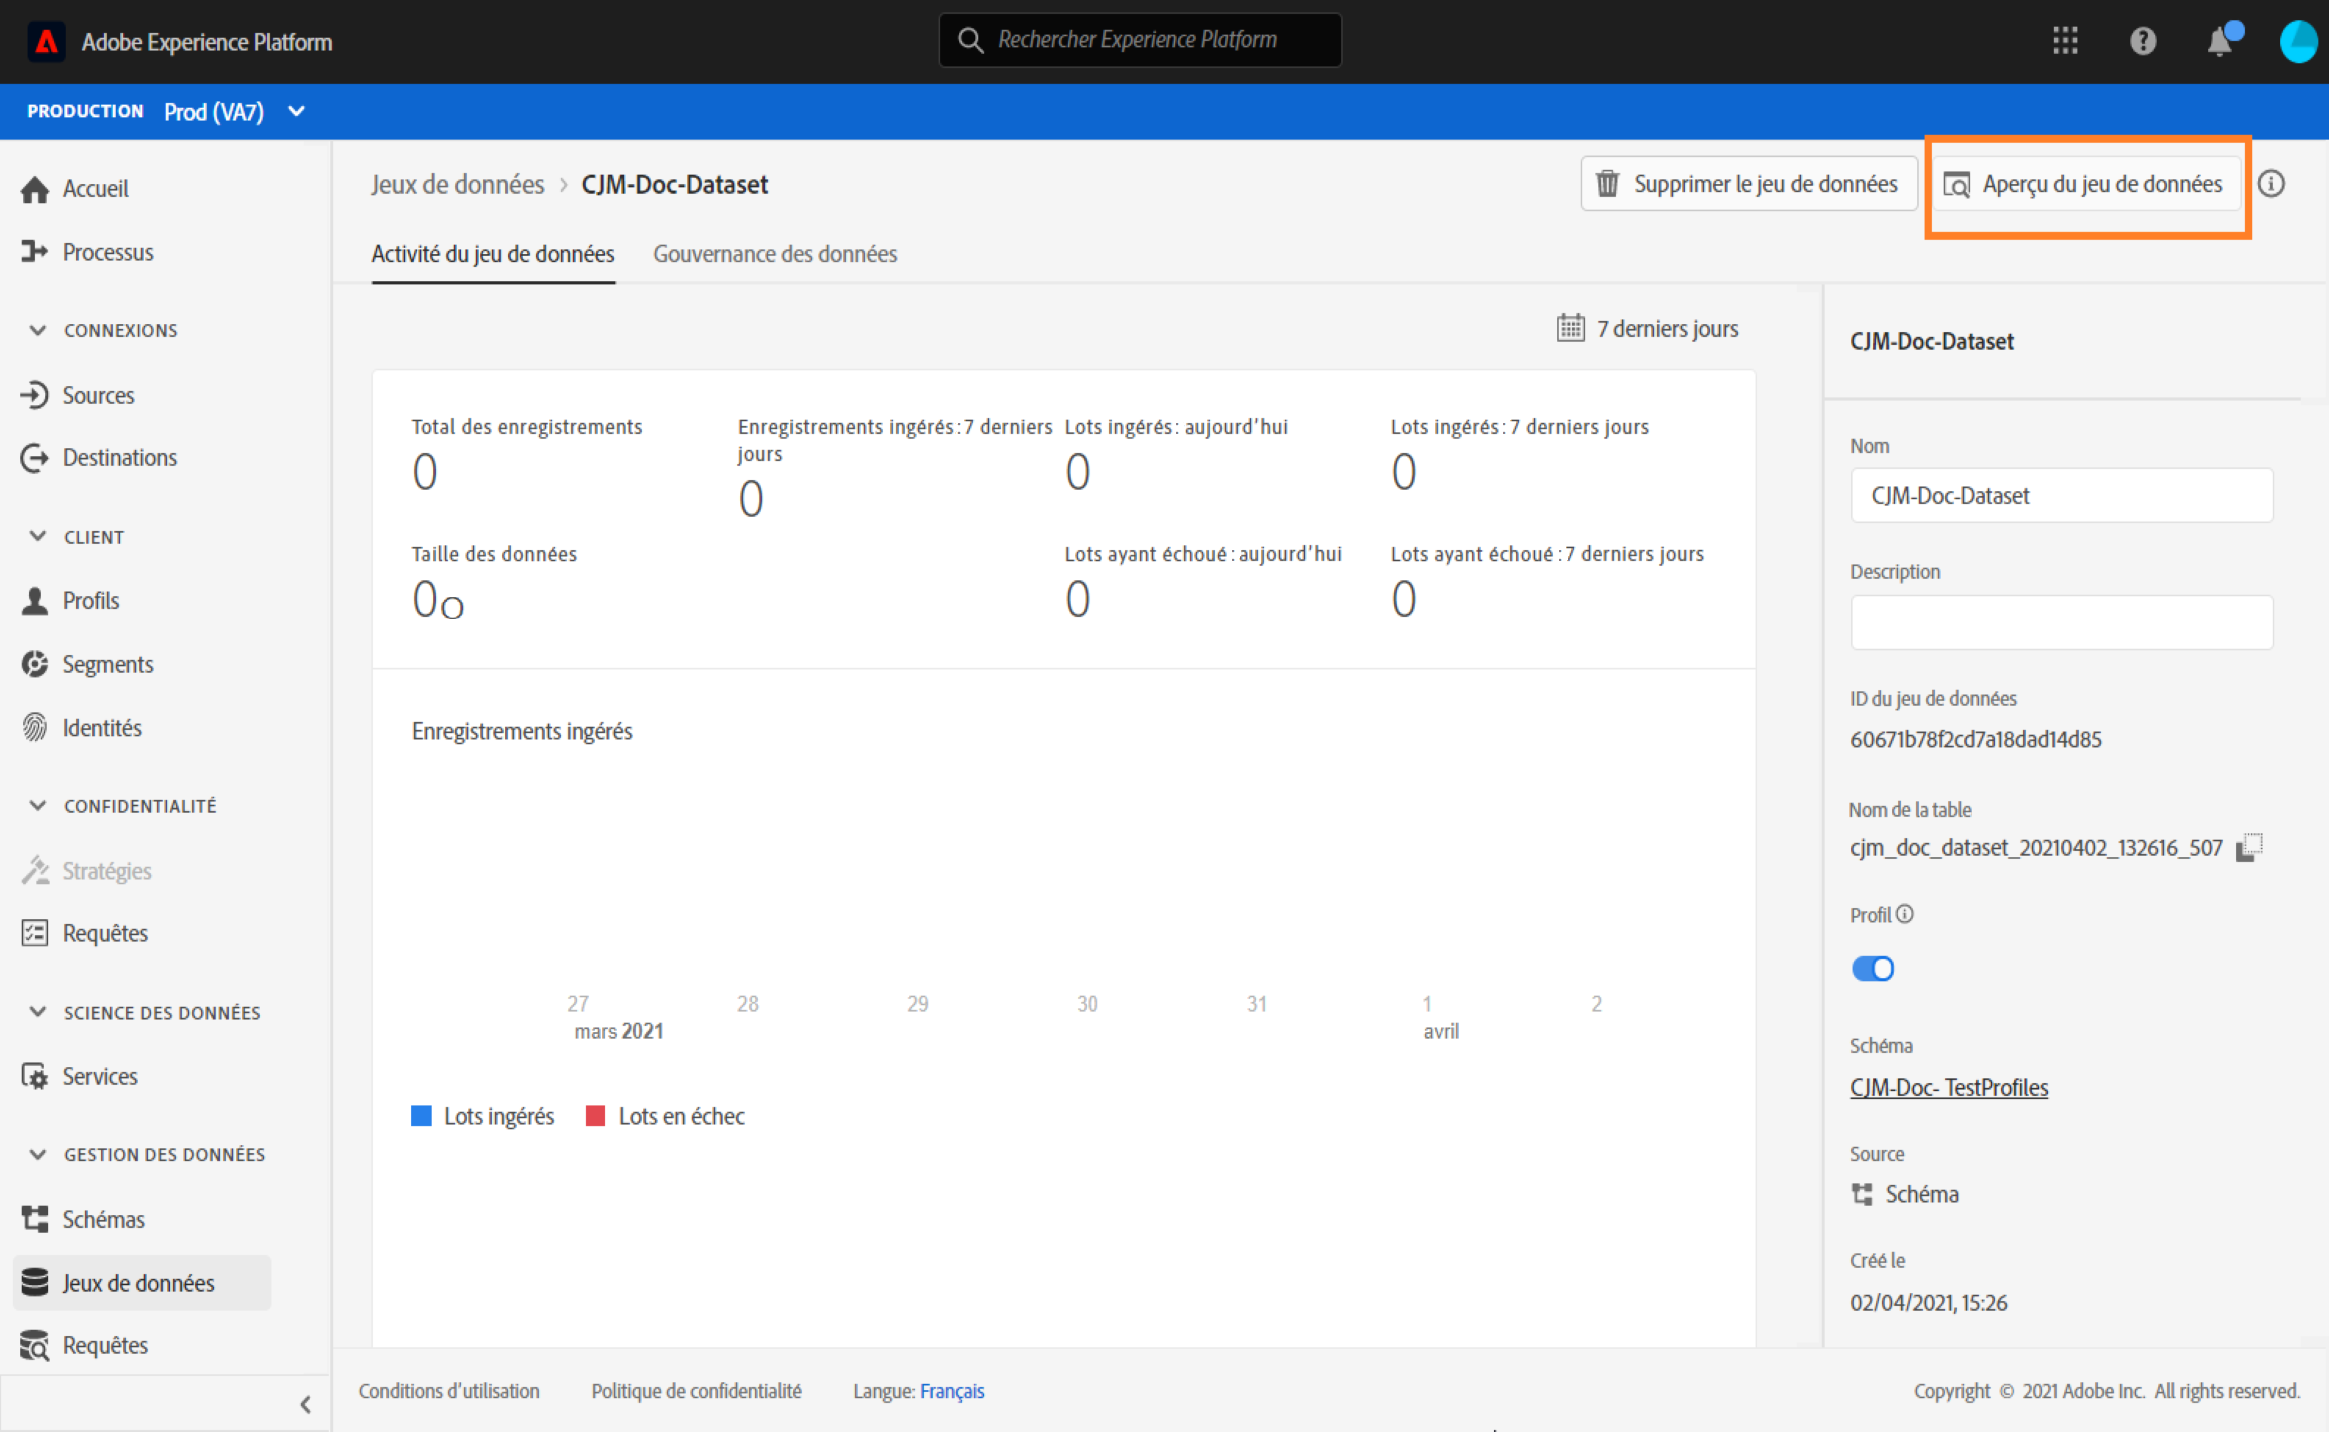 Adobe Experience Platform
Rechercher Experience Platform
PRODUCTION Prod (VA7)
Accueil
Processus
CONNEXIONS
Sources
Destinations
CLIENT
Profils
Segments
Identités
CONFIDENTIALITÉ
Stratégies
Requêtes
SCIENCE DES DONNÉES
Services
GESTION DES DONNÉES
Schémas
Jeux de données
Requêtes
Jeux de données > CJM-Doc-Dataset
Supprimer le jeu de données
Aperçu du jeu de données
Activité du jeu de données
Gouvernance des données
7 derniers jours
Total des enregistrements
0
Enregistrements ingérés : 7 derniers
jours
0
Lots ingérés : aujourd'hui
0
Lots ingérés : 7 derniers jours
0
Taille des données
0o
Lots ayant échoué : aujourd'hui
0
Lots ayant échoué : 7 derniers jours
0
Enregistrements ingérés
27 28 29 30 31 1 2
mars 2021 avril
Lots ingérés Lots en échec
CJM-Doc-Dataset
Nom
CJM-Doc-Dataset
Description
ID du jeu de données
60671b78f2cd7a18dad14d85
Nom de la table
cjm_doc_dataset_20210402_132616_507
Profil
Schéma
CJM-Doc- TestProfiles
Source
Schéma
Créé le
02/04/2021, 15:26
Conditions d'utilisation Politique de confidentialité Langue: Français
Copyright © 2021 Adobe Inc. All rights reserved.